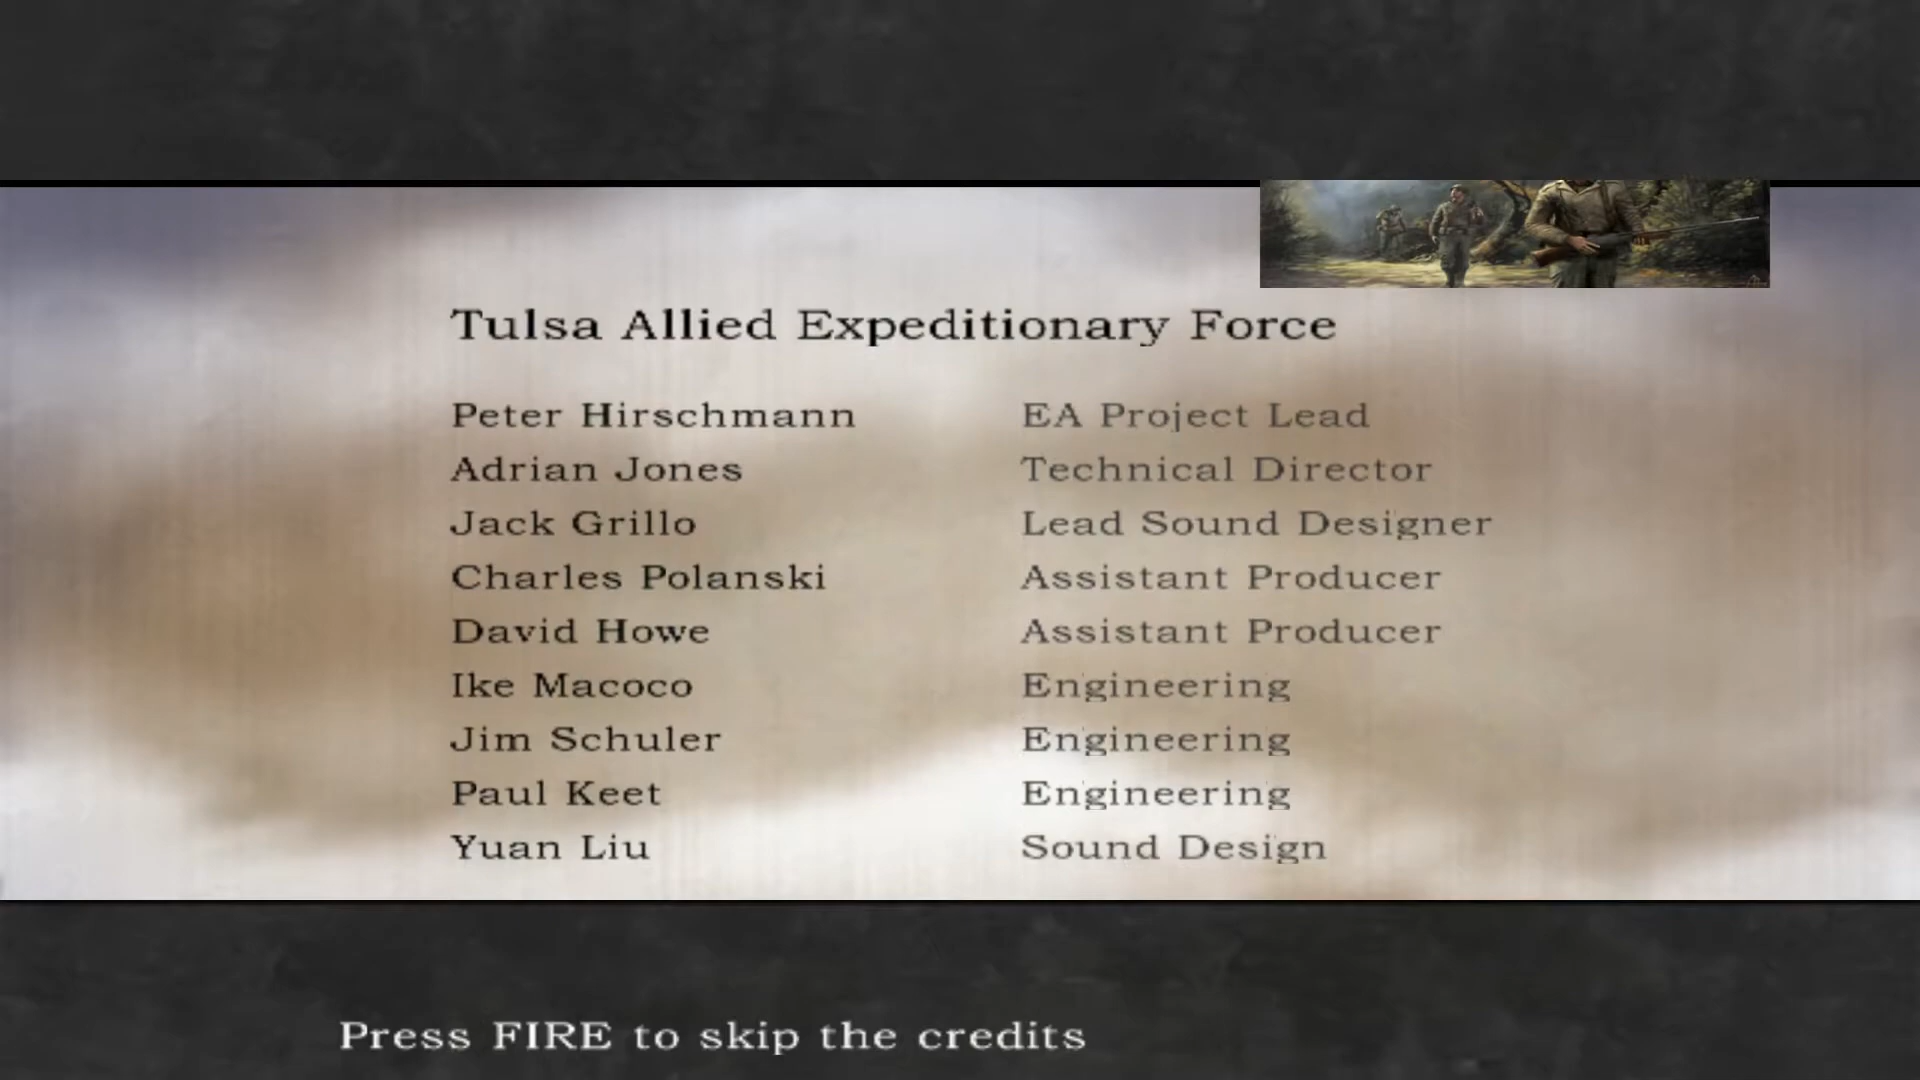 Tulsa Allied Expeditionary Force
Peter Hirschmann EA Project Lead
Adrian Jones Technical Director
Jack Grillo Lead Sound Designer
Charles Polanski Assistant Producer
David Howe Assistant Producer
Ike Macoco Engineering
Jim Schuler Engineering
Paul Keet Engineering
Yuan Liu Sound Design
Press FIRE to skip the credits